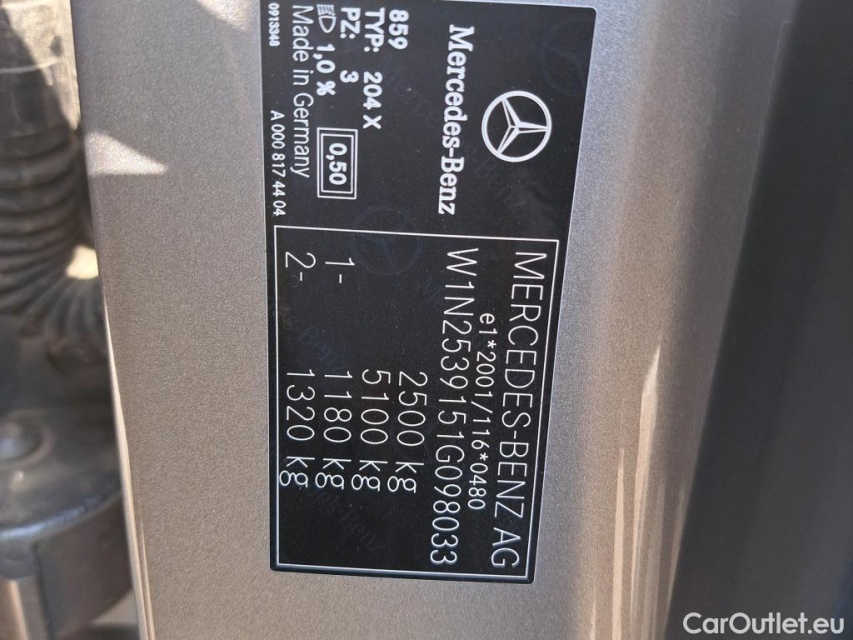 Mercedes-Benz
859
TYP: 204 X
PZ: 3
1,0 %
0,50
Made in Germany
0913348
A 000 817 44 04
MERCEDES-BENZ AG
e1*2001/116*0480
W1N2539151G098033
2500 kg
5100 kg
1- 1180 kg
2- 1320 kg
CarOutlet.eu